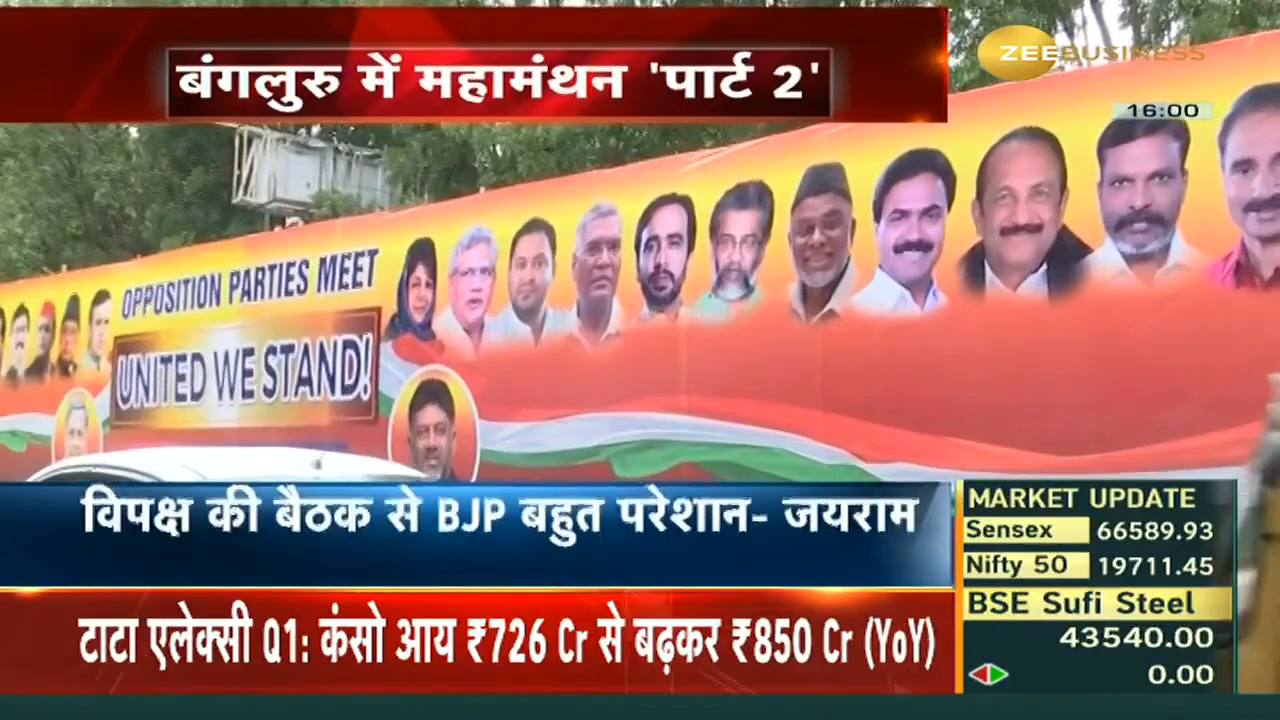 बंगलुरु में महामंथन 'पार्ट 2'
ZEEBUSINESS
16:00
OPPOSITION PARTIES MEET
UNITED WE STAND!
विपक्ष की बैठक से BJP बहुत परेशान- जयराम
टाटा एलेक्सी Q1: कंसो आय ₹726 Cr से बढ़कर ₹850 Cr (YoY)
MARKET UPDATE
Sensex 66589.93
Nifty 50 19711.45
BSE Sufi Steel
43540.00
0.00